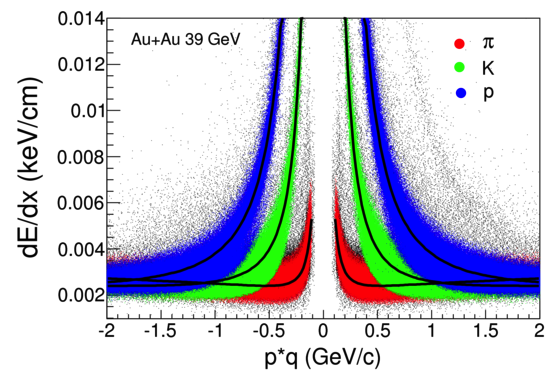 0.014
0.012
0.01
0.008
0.006
0.004
0.002
dE/dx (keV/cm)
Au+Au 39 GeV
π
K
p
-2 -1.5 -1 -0.5 0 0.5 1 1.5 2
p*q (GeV/c)